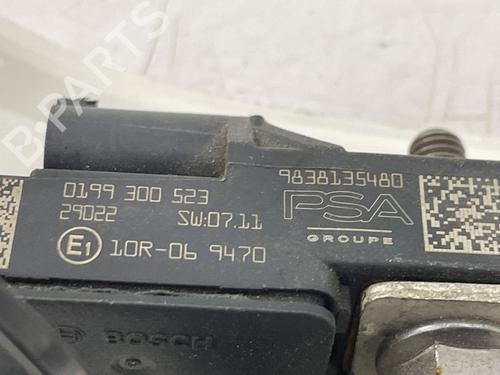 B-PARTS
0199 300 523
29022 SW:07.11
E1 10R-06 9470
9838135480
PSA
GROUPE
BOSCH